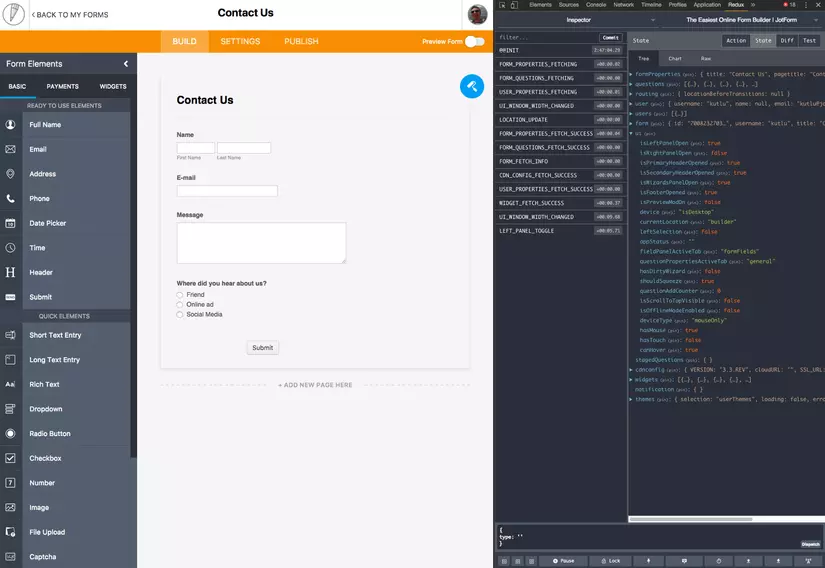 ‹ BACK TO MY FORMS
Contact Us
BUILD
SETTINGS
PUBLISH
Preview Form
Form Elements
BASIC
PAYMENTS
WIDGETS
READY TO USE ELEMENTS
Full Name
Email
Address
Phone
Date Picker
Time
Header
Submit
QUICK ELEMENTS
Short Text Entry
Long Text Entry
Rich Text
Dropdown
Radio Button
Checkbox
Number
Image
File Upload
Captcha
Contact Us
Name
First Name
Last Name
E-mail
Message
Where did you hear about us?
Friend
Online ad
Social Media
Submit
+ ADD NEW PAGE HERE
Elements Sources Console Network Timeline Profiles Application Redux
Inspector
The Easiest Online Form Builder | JotForm
filter...
Commit
@@INIT
FORM_PROPERTIES_FETCHING
FORM_QUESTIONS_FETCHING
USER_PROPERTIES_FETCHING
UI_WINDOW_WIDTH_CHANGED
LOCATION_UPDATE
FORM_PROPERTIES_FETCH_SUCCESS
FORM_QUESTIONS_FETCH_SUCCESS
FORM_FETCH_INFO
CDN_CONFIG_FETCH_SUCCESS
USER_PROPERTIES_FETCH_SUCCESS
WIDGET_FETCH_SUCCESS
UI_WINDOW_WIDTH_CHANGED
LEFT_PANEL_TOGGLE
State
Action State Diff Test
Tree Chart Raw
formProperties (pin): { title: "Contact Us", pagetitle: "Cont
questions (pin): [{…}, {…}, {…}, {…}, …]
routing (pin): { locationBeforeTransitions: null }
user (pin): { username: "kutlu", name: null, email: "kutlu@jo
users (pin): [{…}]
ui (pin)
isLeftPanelOpen (pin): true
isRightPanelOpen (pin): false
isPrimaryHeaderOpened (pin): true
isSecondaryHeaderOpened (pin): true
isWizardsPanelOpen (pin): true
isFooterOpened (pin): true
isPreviewModOn (pin): false
device (pin): "isDesktop"
currentLocation (pin): "builder"
leftSelection (pin): false
appStatus (pin): ""
fieldPanelActiveTab (pin): "formFields"
questionPropertiesActiveTab (pin): "general"
hasDirtyWizard (pin): false
shouldSqueeze (pin): true
questionAddCounter (pin): 0
isScrollToTopVisible (pin): false
isOfflineModeEnabled (pin): false
deviceType (pin): "mouseOnly"
hasMouse (pin): true
hasTouch (pin): false
canHover (pin): true
stagedQuestions (pin): { }
cdnconfig (pin): { VERSION: "3.3.REV", cloudURL: "", SSL_URL:
widgets (pin): [{…}, {…}, {…}, {…}, …]
notification (pin): { }
themes (pin): { selection: "userThemes", loading: false, erro
{
type: ''
}
Dispatch
Pause
Lock